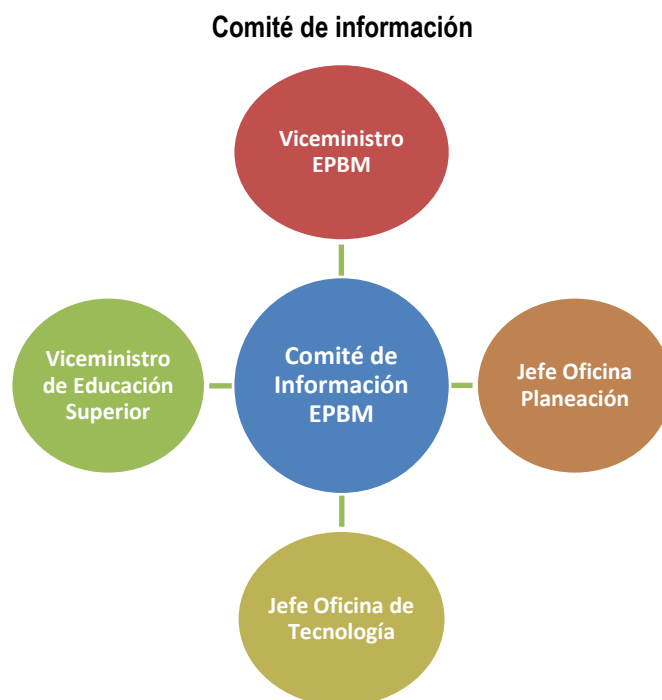 Comité de información
Viceministro
EPBM
Viceministro
de Educación
Superior
Comité de
Información
EPBM
Jefe Oficina
Planeación
Jefe Oficina de
Tecnología